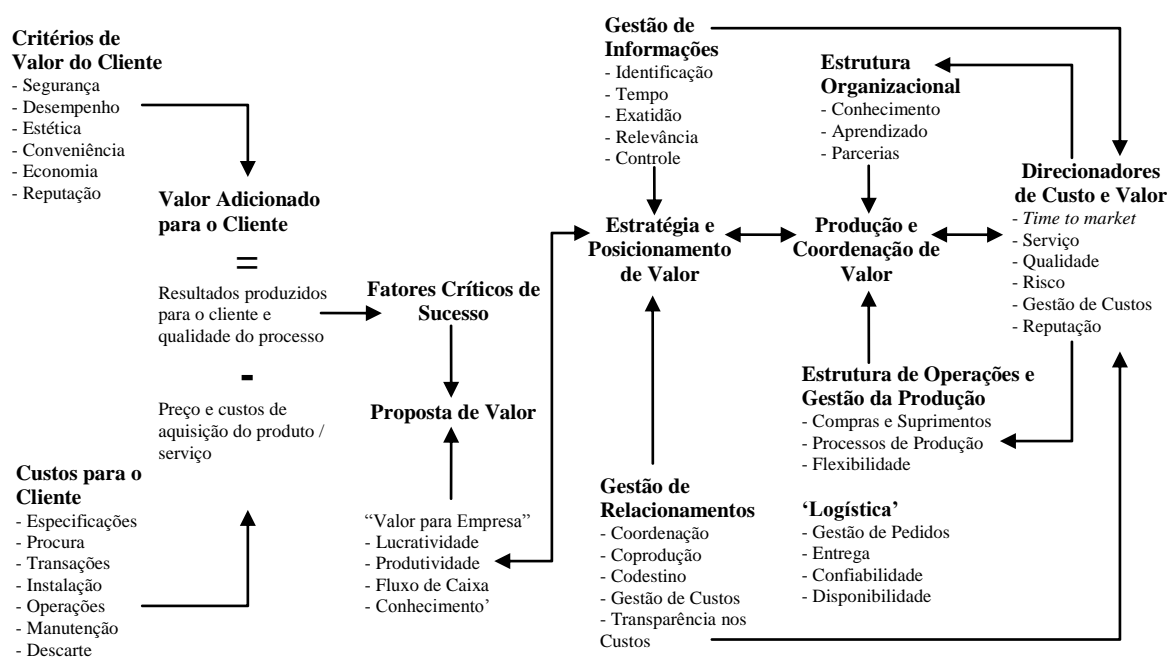 Critérios de
Valor do Cliente
- Segurança
- Desempenho
- Estética
- Conveniência
- Economia
- Reputação
Valor Adicionado
para o Cliente
=
Resultados produzidos
para o cliente e
qualidade do processo
-
Preço e custos de
aquisição do produto /
serviço
Custos para o
Cliente
- Especificações
- Procura
- Transações
- Instalação
- Operações
- Manutenção
- Descarte
Fatores Críticos de
Sucesso
Proposta de Valor
“Valor para Empresa”
- Lucratividade
- Produtividade
- Fluxo de Caixa
- Conhecimento’
Gestão de
Informações
- Identificação
- Tempo
- Exatidão
- Relevância
- Controle
Estratégia e
Posicionamento
de Valor
Gestão de
Relacionamentos
- Coordenação
- Coprodução
- Codestino
- Gestão de Custos
- Transparência nos
Custos
Estrutura
Organizacional
- Conhecimento
- Aprendizado
- Parcerias
Produção e
Coordenação de
Valor
Estrutura de Operações e
Gestão da Produção
- Compras e Suprimentos
- Processos de Produção
- Flexibilidade
‘Logística’
- Gestão de Pedidos
- Entrega
- Confiabilidade
- Disponibilidade
Direcionadores
de Custo e Valor
- Time to market
- Serviço
- Qualidade
- Risco
- Gestão de Custos
- Reputação